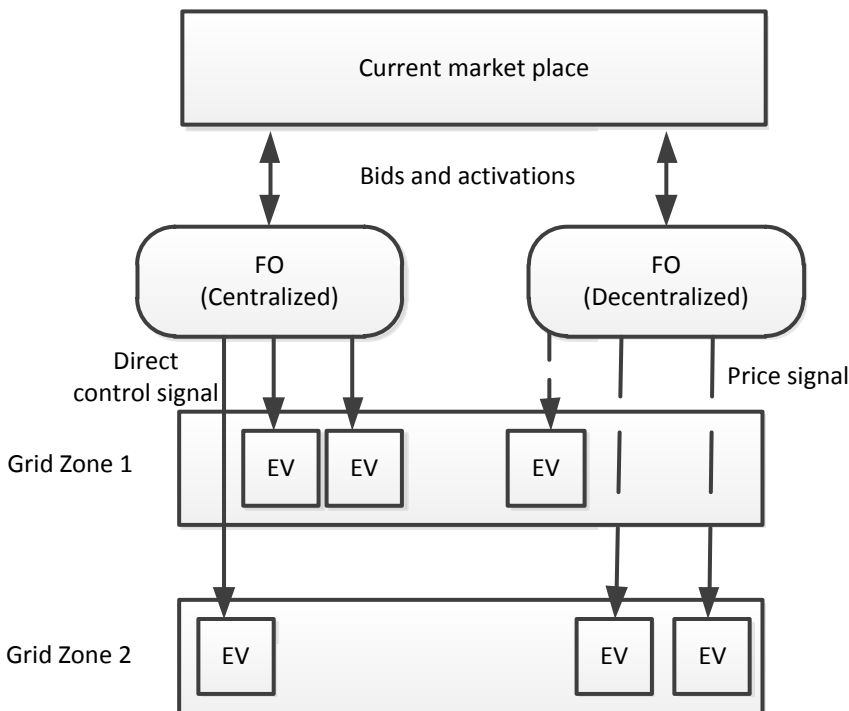 Current market place
Bids and activations
FO
(Centralized)
FO
(Decentralized)
Direct
control signal
Price signal
Grid Zone 1
EV
EV
EV
Grid Zone 2
EV
EV
EV